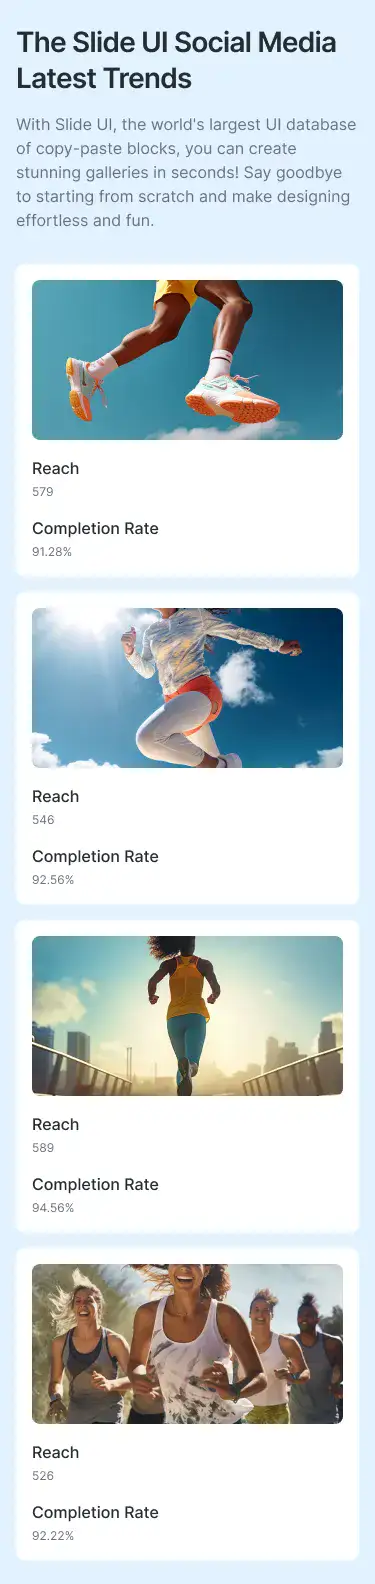 The Slide UI Social Media
Latest Trends
With Slide UI, the world's largest UI database
of copy-paste blocks, you can create
stunning galleries in seconds! Say goodbye
to starting from scratch and make designing
effortless and fun.
Reach
579
Completion Rate
91.28%
Reach
546
Completion Rate
92.56%
Reach
589
Completion Rate
94.56%
Reach
526
Completion Rate
92.22%